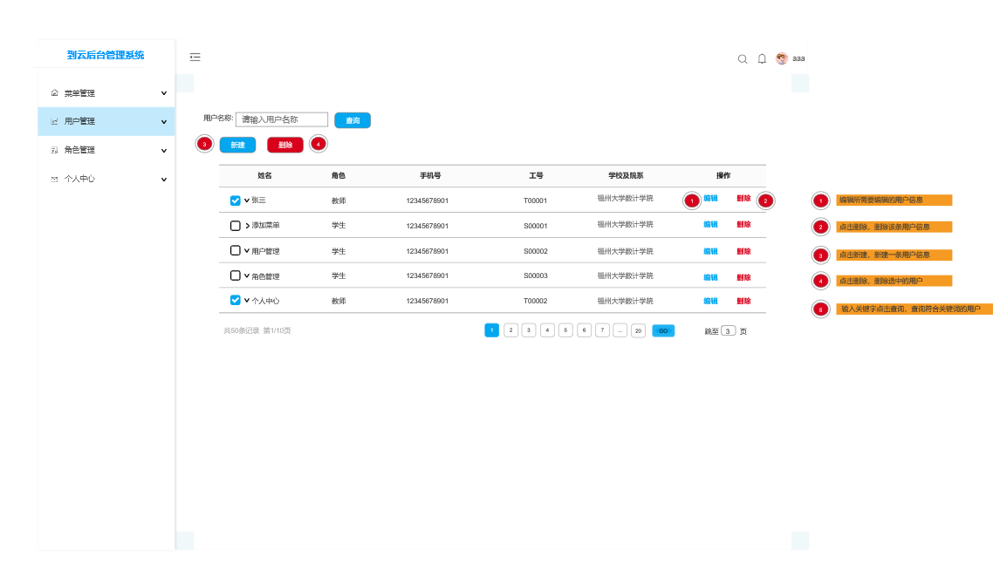 到云后台管理系统
aaa
菜单管理
用户管理
角色管理
个人中心
用户名称: 请输入用户名称 查询
3 新建 删除 4
姓名 角色 手机号 工号 学校及院系 操作
张三 教师 12345678901 T00001 福州大学数计学院 1 编辑 删除 2
添加菜单 学生 12345678901 S00001 福州大学数计学院 编辑 删除
用户管理 学生 12345678901 S00002 福州大学数计学院 编辑 删除
角色管理 学生 12345678901 S00003 福州大学数计学院 编辑 删除
个人中心 教师 12345678901 T00002 福州大学数计学院 编辑 删除
共50条记录 第1/10页 1 2 3 4 5 6 7 ... 20 GO 跳至 3 页
1 编辑所需要编辑的用户信息
2 点击删除，删除该条用户信息
3 点击新建，新建一条用户信息
4 点击删除，删除选中的用户
5 输入关键字点击查询，查询符合关键词的用户